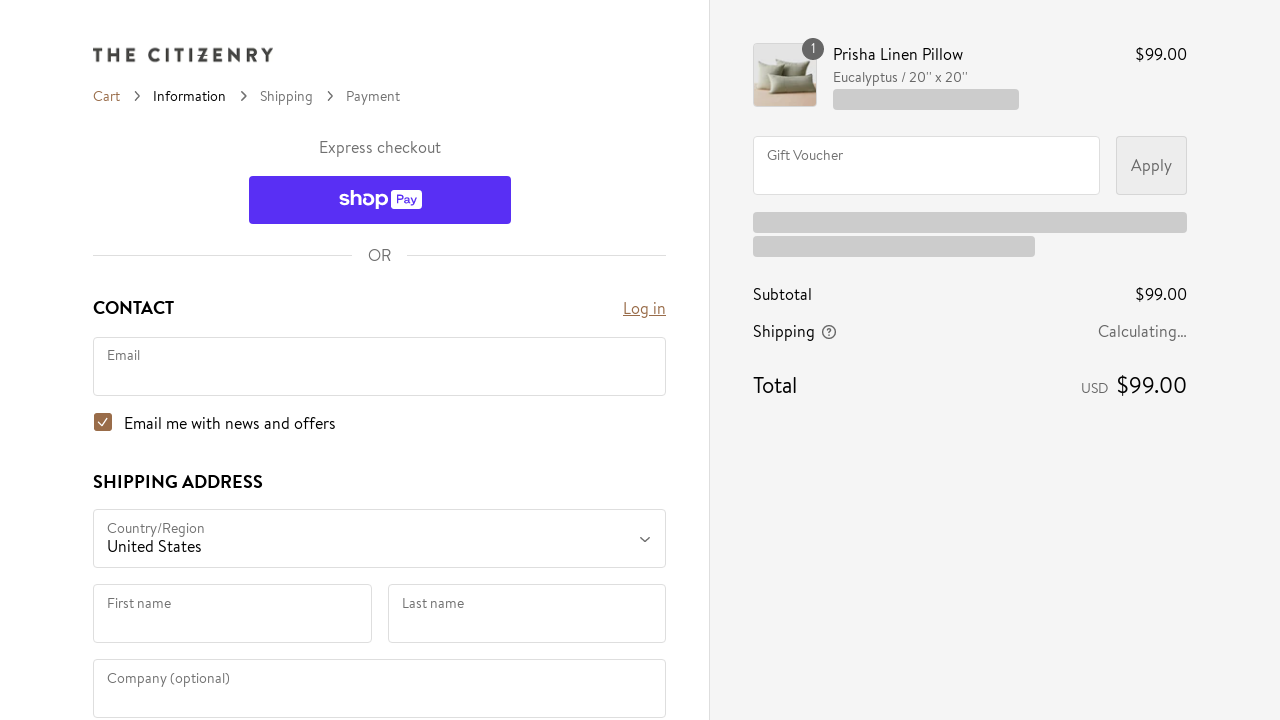 THE CITIZENRY
Cart
Information
Shipping
Payment
Express checkout
shop Pay
OR
CONTACT
Log in
Email
Email me with news and offers
SHIPPING ADDRESS
Country/Region
United States
First name
Last name
Company (optional)
1
Prisha Linen Pillow
$99.00
Eucalyptus / 20'' x 20''
Gift Voucher
Apply
Subtotal
$99.00
Shipping
Calculating...
Total
USD $99.00